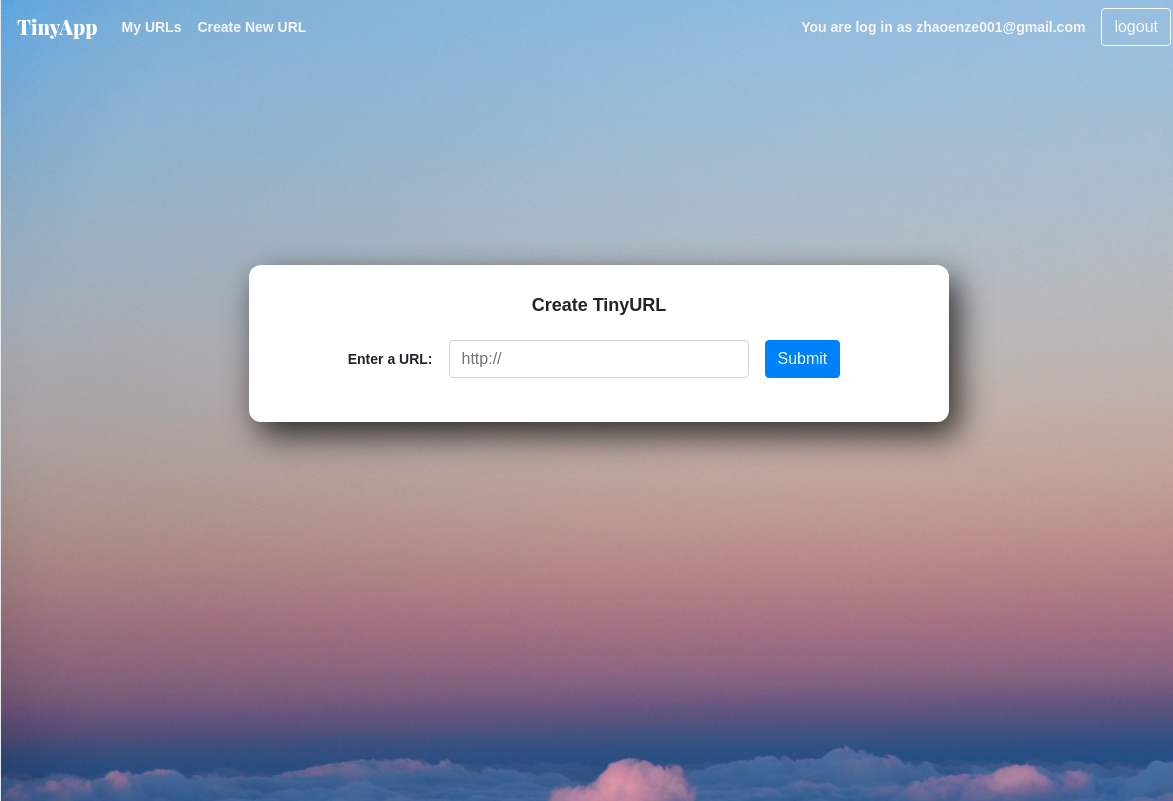 TinyApp My URLs Create New URL You are log in as zhaoenze001@gmail.com logout
Create TinyURL
Enter a URL: http:// Submit